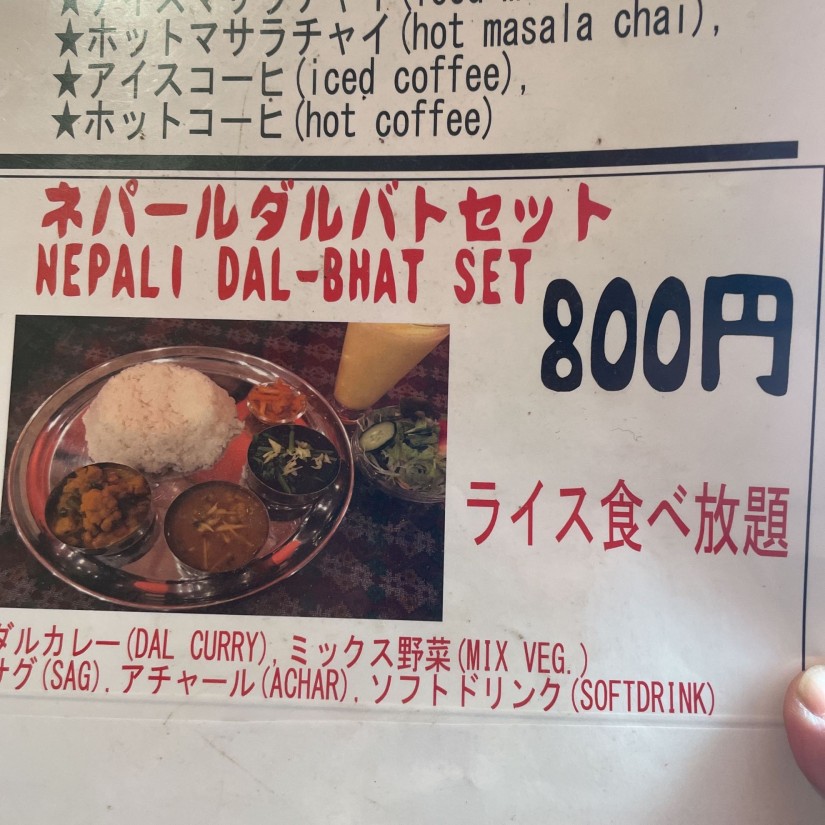 ★ホットマサラチャイ(hot masala chai),
★アイスコーヒ(iced coffee),
★ホットコーヒ(hot coffee)
ネパールダルバトセット
NEPALI DAL-BHAT SET
800円
ライス食べ放題
ダルカレー(DAL CURRY),ミックス野菜(MIX VEG.)
サグ(SAG).アチャール(ACHAR).ソフトドリンク(SOFTDRINK)